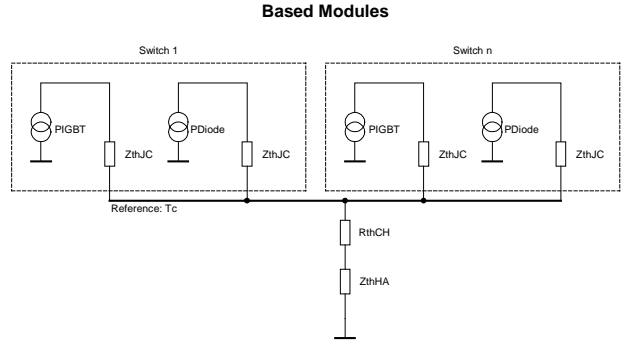 Based Modules
Switch 1
Switch n
PIGBT
PDiode
PIGBT
PDiode
ZthJC
ZthJC
ZthJC
ZthJC
Reference: Tc
RthCH
ZthHA